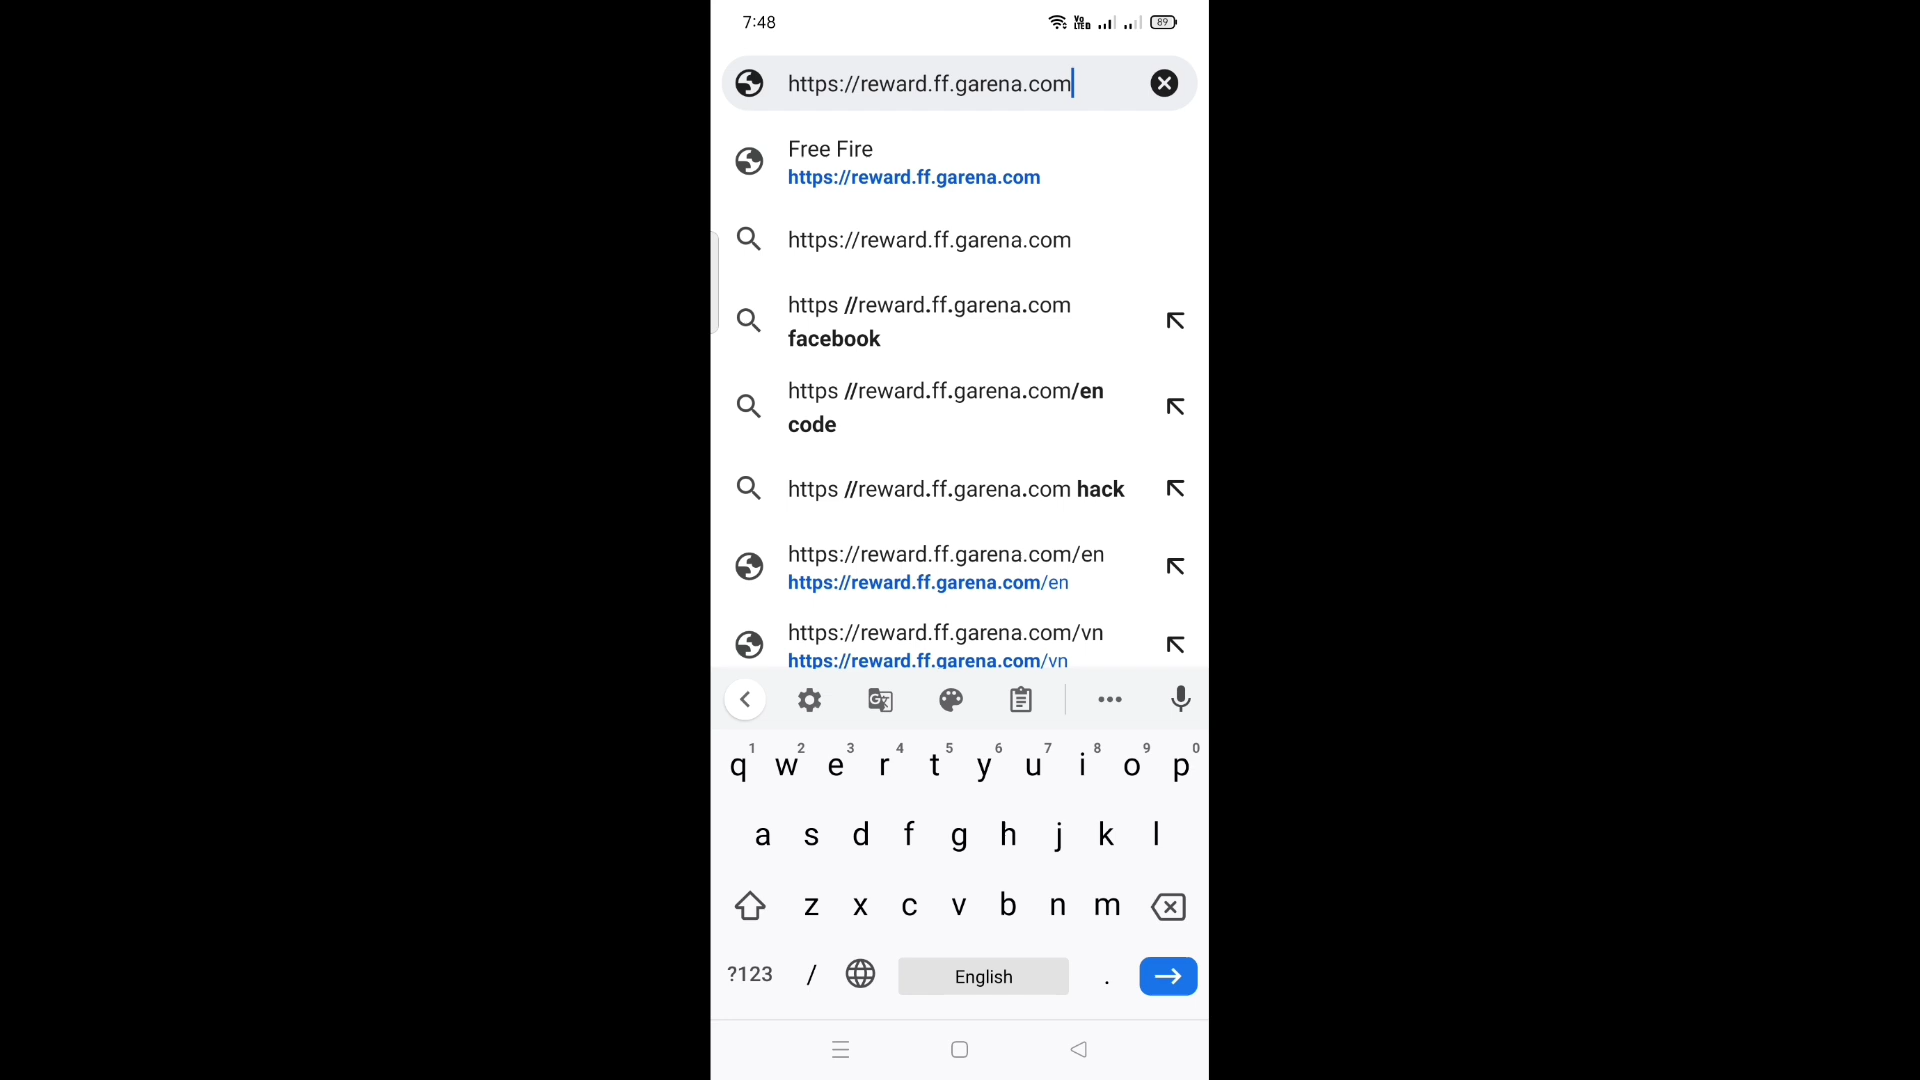 7:48
Vo
LTE D
89
https://reward.ff.garena.com
Free Fire
https://reward.ff.garena.com
https://reward.ff.garena.com
https //reward.ff.garena.com
facebook
https //reward.ff.garena.com/en
code
https //reward.ff.garena.com hack
https://reward.ff.garena.com/en
https://reward.ff.garena.com/en
https://reward.ff.garena.com/vn
https://reward.ff.garena.com/vn
G
1 2 3 4 5 6 7 8 9 0
q w e r t y u i o p
a s d f g h j k l
z x c v b n m
?123 / English .